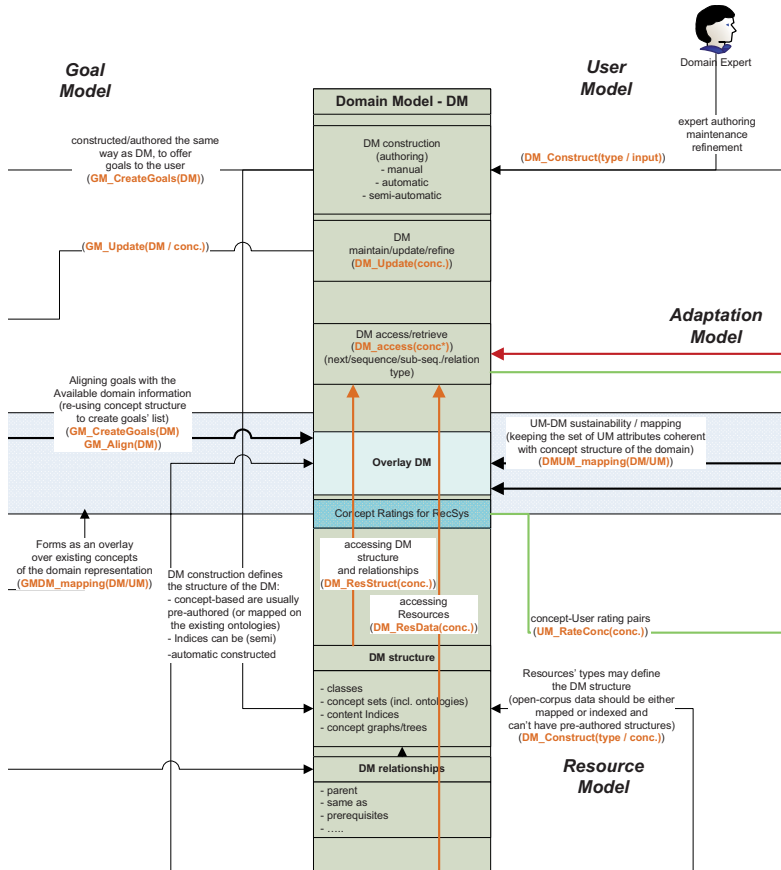 Domain Expert
Goal
Model
User
Model
Domain Model - DM
expert authoring
maintenance
refinement
constructed/authored the same
way as DM, to offer
goals to the user
(GM_CreateGoals(DM))
DM construction
(authoring)
- manual
- automatic
- semi-automatic
(DM_Construct(type / input))
(GM_Update(DM / conc.))
DM
maintain/update/refine
(DM_Update(conc.)
Adaptation
Model
DM access/retrieve
(DM_access(conc*))
(next/sequence/sub-seq./relation
type)
Aligning goals with the
Available domain information
(re-using concept structure
to create goals' list)
(GM_CreateGoals(DM)
GM_Align(DM))
UM-DM sustainability / mapping
(keeping the set of UM attributes coherent
with concept structure of the domain)
(DMUM_mapping(DM/UM))
Overlay DM
Concept Ratings for RecSys
Forms as an overlay
over existing concepts
of the domain representation
(GMDM_mapping(DM/UM))
accessing DM
structure
and relationships
(DM_ResStruct(conc.))
DM construction defines
the structure of the DM:
- concept-based are usually
pre-authored (or mapped on
the existing ontologies)
- Indices can be (semi)
-automatic constructed
accessing
Resources
(DM_ResData(conc.))
concept-User rating pairs
(UM_RateConc(conc.))
DM structure
- classes
- concept sets (incl. ontologies)
- content Indices
- concept graphs/trees
Resources' types may define
the DM structure
(open-corpus data should be either
mapped or indexed and
can't have pre-authored structures)
(DM_Construct(type / conc.))
Resource
Model
DM relationships
- parent
- same as
- prerequisites
- .....